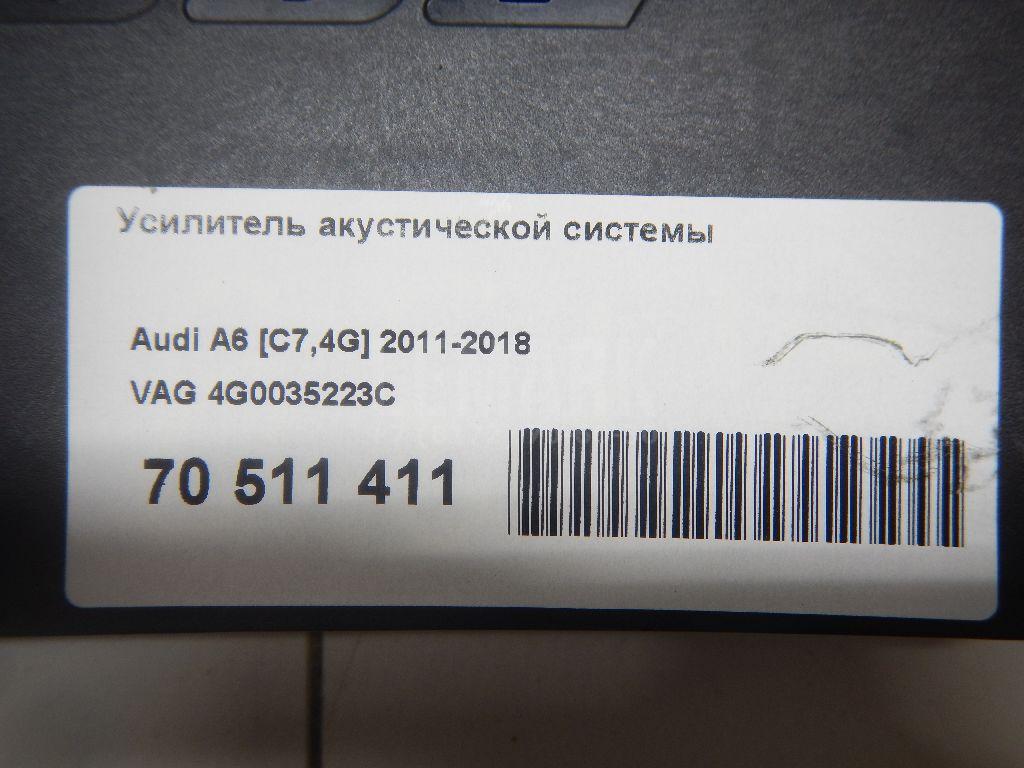 Усилитель акустической системы
Audi A6 [C7,4G] 2011-2018
VAG 4G0035223C
70 511 411